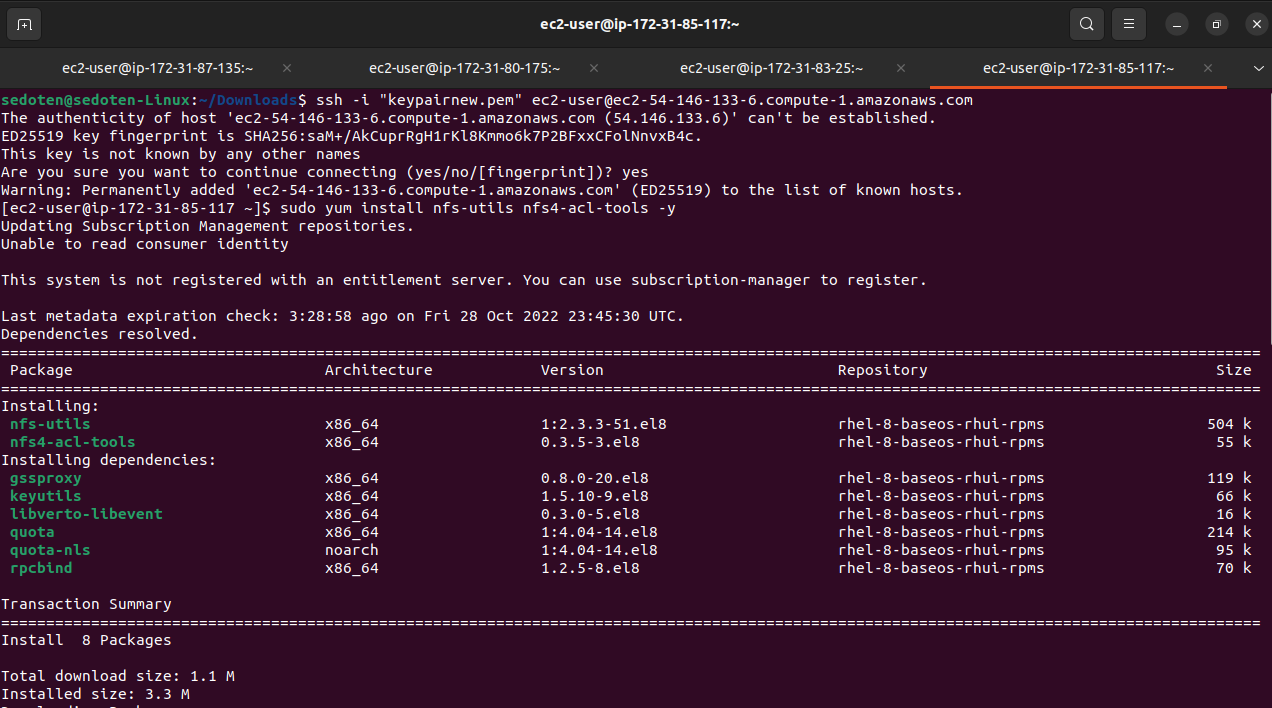 ec2-user@ip-172-31-85-117:~
ec2-user@ip-172-31-87-135:~ ec2-user@ip-172-31-80-175:~ ec2-user@ip-172-31-83-25:~ ec2-user@ip-172-31-85-117:~
sedoten@sedoten-Linux:~/Downloads$ ssh -i "keypairnew.pem" ec2-user@ec2-54-146-133-6.compute-1.amazonaws.com
The authenticity of host 'ec2-54-146-133-6.compute-1.amazonaws.com (54.146.133.6)' can't be established.
ED25519 key fingerprint is SHA256:saM+/AkCuprRgH1rKl8Kmmo6k7P2BFxxCFolNnvxB4c.
This key is not known by any other names
Are you sure you want to continue connecting (yes/no/[fingerprint])? yes
Warning: Permanently added 'ec2-54-146-133-6.compute-1.amazonaws.com' (ED25519) to the list of known hosts.
[ec2-user@ip-172-31-85-117 ~]$ sudo yum install nfs-utils nfs4-acl-tools -y
Updating Subscription Management repositories.
Unable to read consumer identity
This system is not registered with an entitlement server. You can use subscription-manager to register.
Last metadata expiration check: 3:28:58 ago on Fri 28 Oct 2022 23:45:30 UTC.
Dependencies resolved.
Package Architecture Version Repository Size
Installing:
nfs-utils x86_64 1:2.3.3-51.el8 rhel-8-baseos-rhui-rpms 504 k
nfs4-acl-tools x86_64 0.3.5-3.el8 rhel-8-baseos-rhui-rpms 55 k
Installing dependencies:
gssproxy x86_64 0.8.0-20.el8 rhel-8-baseos-rhui-rpms 119 k
keyutils x86_64 1.5.10-9.el8 rhel-8-baseos-rhui-rpms 66 k
libverto-libevent x86_64 0.3.0-5.el8 rhel-8-baseos-rhui-rpms 16 k
quota x86_64 1:4.04-14.el8 rhel-8-baseos-rhui-rpms 214 k
quota-nls noarch 1:4.04-14.el8 rhel-8-baseos-rhui-rpms 95 k
rpcbind x86_64 1.2.5-8.el8 rhel-8-baseos-rhui-rpms 70 k
Transaction Summary
Install 8 Packages
Total download size: 1.1 M
Installed size: 3.3 M